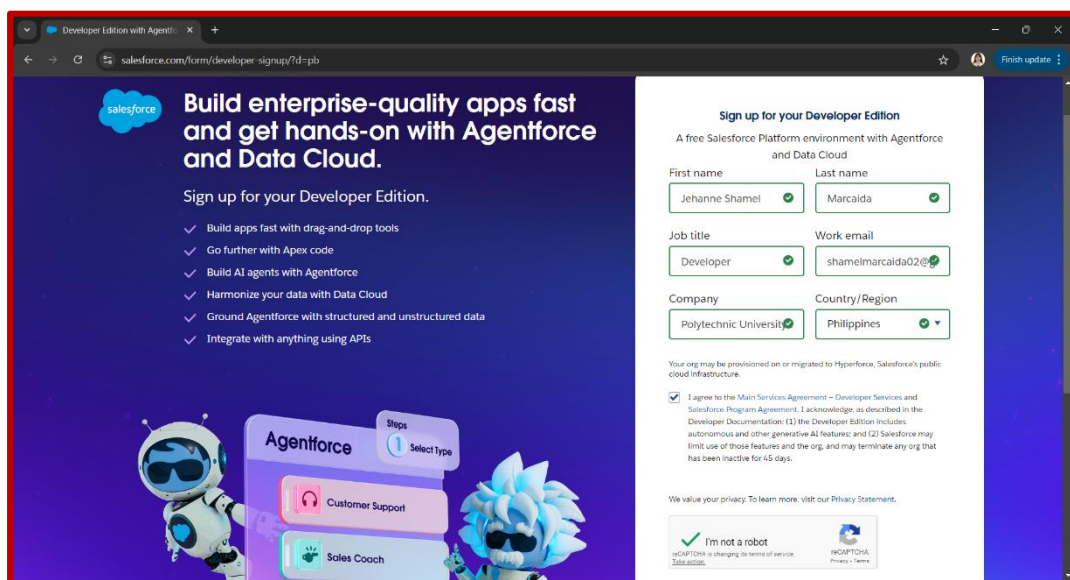 Developer Edition with Agentfo
salesforce.com/form/developer-signup/?d=pb
Finish update
salesforce
Build enterprise-quality apps fast
and get hands-on with Agentforce
and Data Cloud.
Sign up for your Developer Edition.
Build apps fast with drag-and-drop tools
Go further with Apex code
Build AI agents with Agentforce
Harmonize your data with Data Cloud
Ground Agentforce with structured and unstructured data
Integrate with anything using APIs
Agentforce
Steps
1 Select Type
Customer Support
Sales Coach
Sign up for your Developer Edition
A free Salesforce Platform environment with Agentforce
and Data Cloud
First name Last name
Jehanne Shamel Marcaida
Job title Work email
Developer shamelmarcaida02@g
Company Country/Region
Polytechnic University Philippines
Your org may be provisioned on or migrated to Hyperforce, Salesforce's public
cloud infrastructure.
I agree to the Main Services Agreement – Developer Services and
Salesforce Program Agreement. I acknowledge, as described in the
Developer Documentation: (1) the Developer Edition includes
autonomous and other generative AI features; and (2) Salesforce may
limit use of those features and the org, and may terminate any org that
has been inactive for 45 days.
We value your privacy. To learn more, visit our Privacy Statement.
I'm not a robot
reCAPTCHA is changing its terms of service.
Take action.
reCAPTCHA
Privacy - Terms